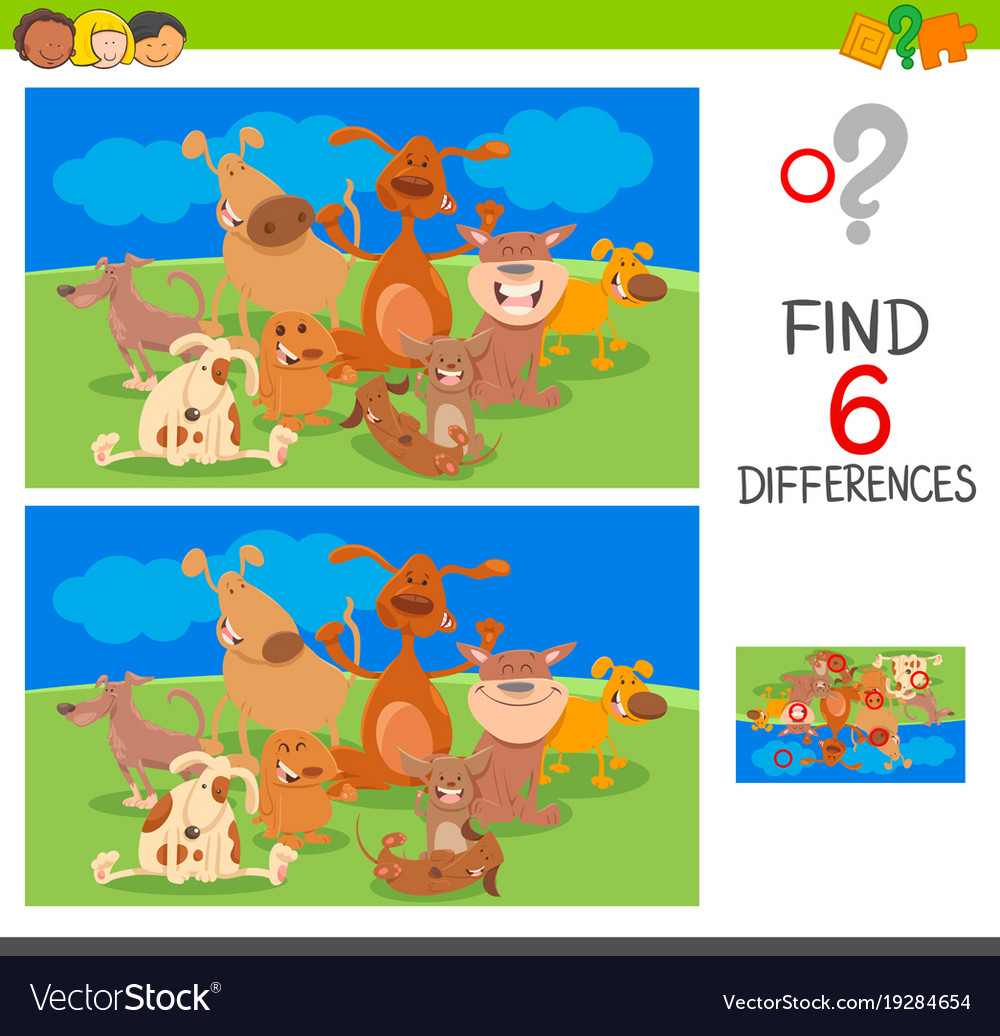 FIND
6
DIFFERENCES
VectorStock®
VectorStock.com/19284654